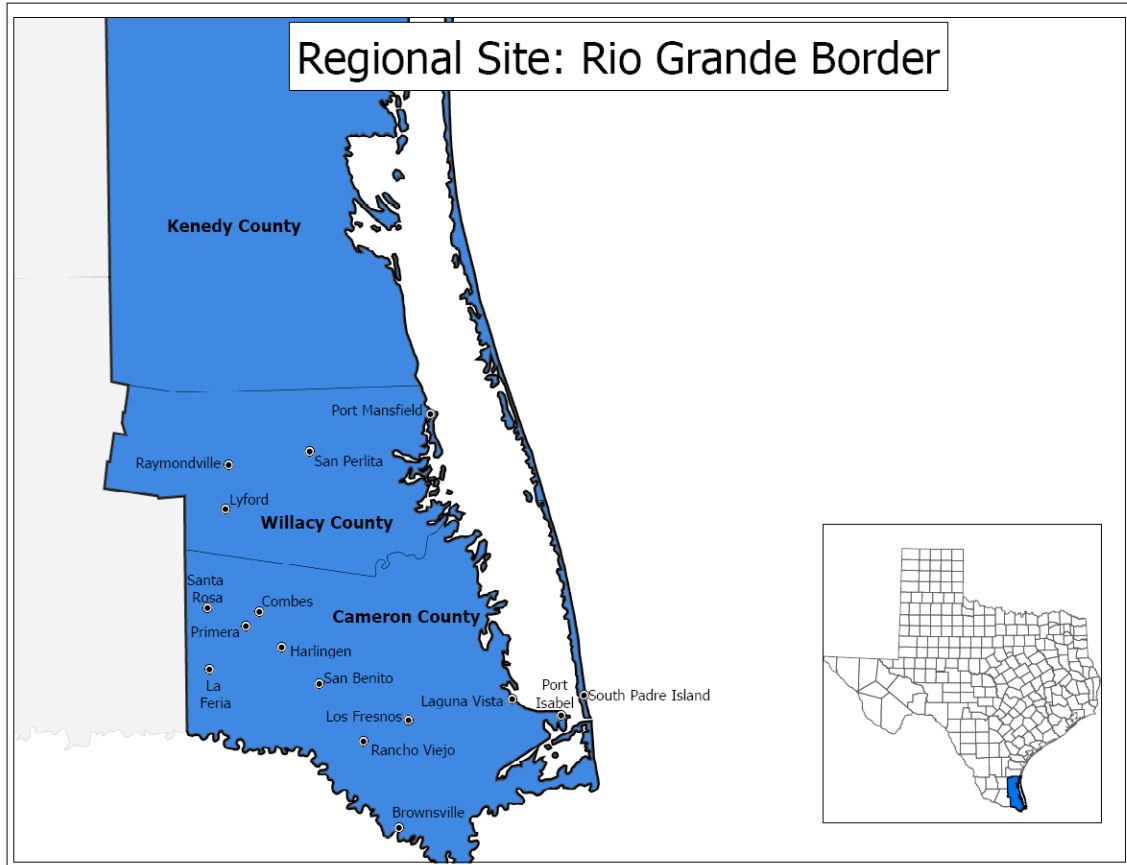 Regional Site: Rio Grande Border
Kenedy County
Port Mansfield
San Perlita
Raymondville
Lyford
Willacy County
Santa
Rosa
Combes
Cameron County
Primera
Harlingen
La
Feria
San Benito
Port
Isabel
South Padre Island
Laguna Vista
Los Fresnos
Rancho Viejo
Brownsville